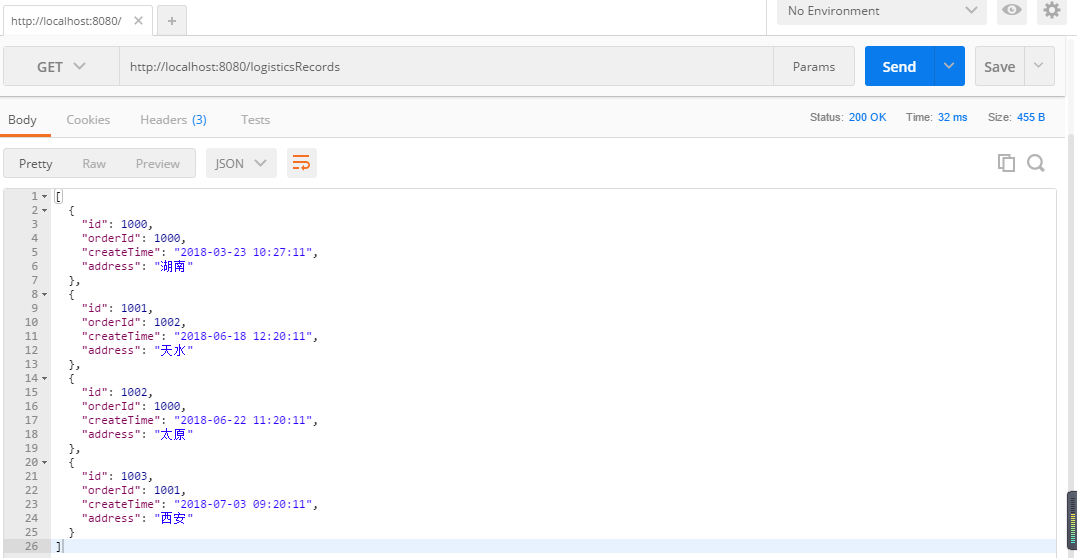 http://localhost:8080/
No Environment
GET http://localhost:8080/logisticsRecords Params Send Save
Body Cookies Headers (3) Tests Status: 200 OK Time: 32 ms Size: 455 B
Pretty Raw Preview JSON
1 [
2 {
3 "id": 1000,
4 "orderId": 1000,
5 "createTime": "2018-03-23 10:27:11",
6 "address": "湖南"
7 },
8 {
9 "id": 1001,
10 "orderId": 1002,
11 "createTime": "2018-06-18 12:20:11",
12 "address": "天水"
13 },
14 {
15 "id": 1002,
16 "orderId": 1000,
17 "createTime": "2018-06-22 11:20:11",
18 "address": "太原"
19 },
20 {
21 "id": 1003,
22 "orderId": 1001,
23 "createTime": "2018-07-03 09:20:11",
24 "address": "西安"
25 }
26 ]